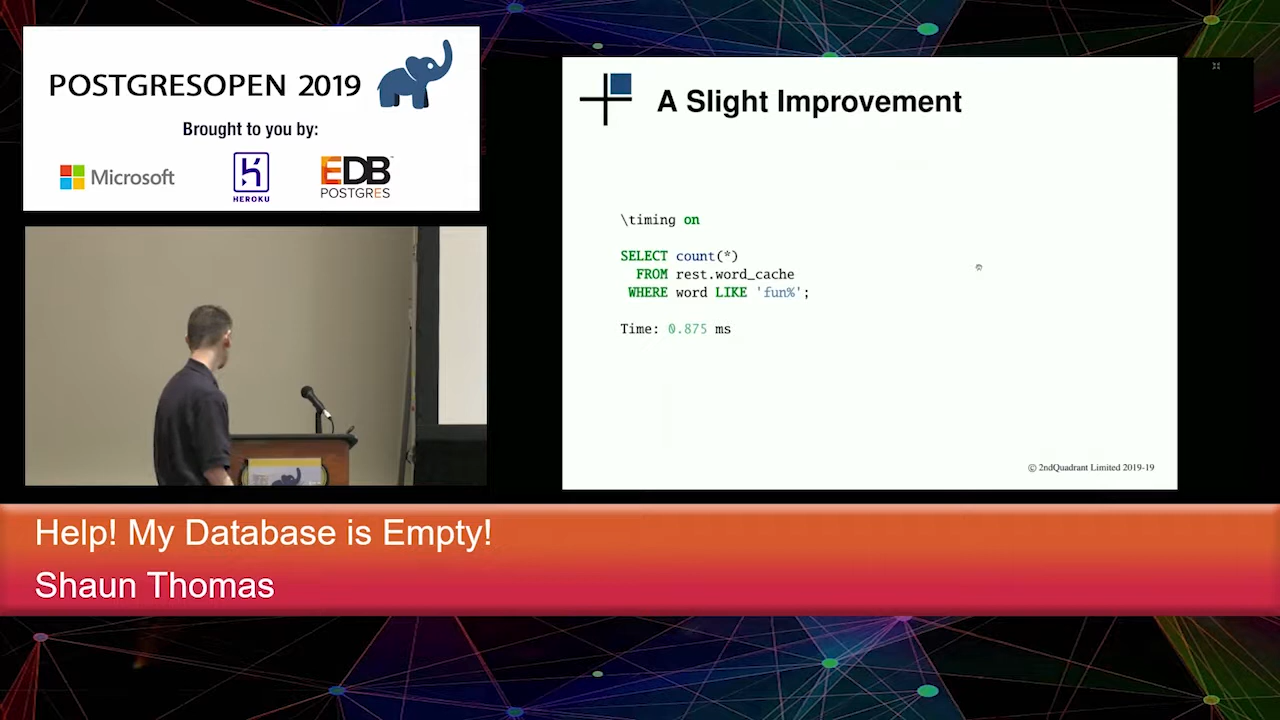 POSTGRESOPEN 2019
Brought to you by:
Microsoft
HEROKU
EDB
POSTGRES
A Slight Improvement
\timing on
SELECT count(*)
FROM rest.word_cache
WHERE word LIKE 'fun%';
Time: 0.875 ms
© 2ndQuadrant Limited 2019-19
Help! My Database is Empty!
Shaun Thomas